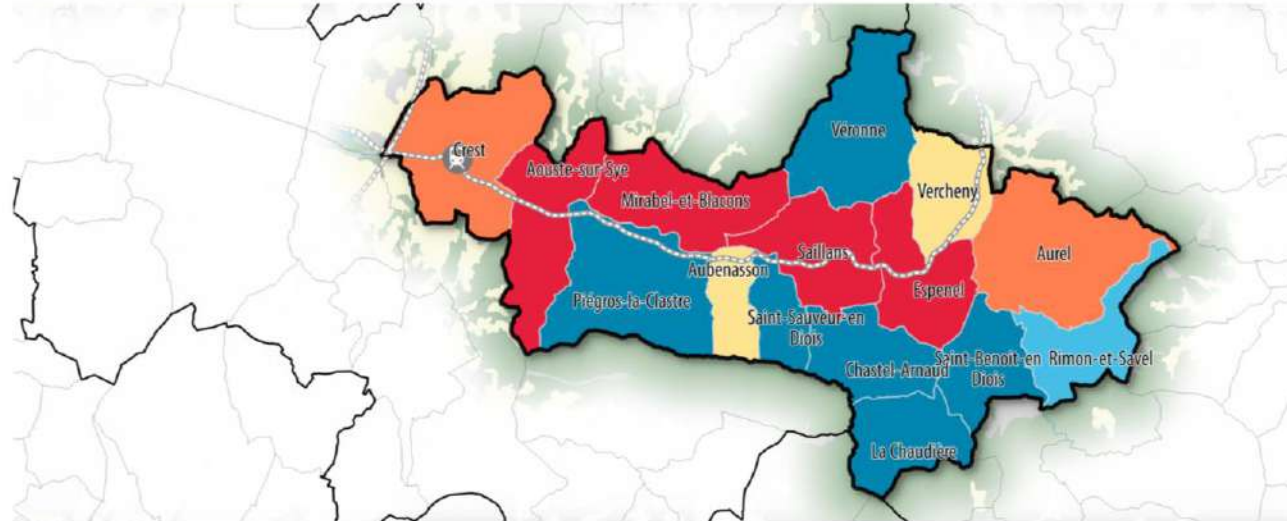 Véronne
Crest
Aouste-sur-Sye
Vercheny
Mirabel-et-Blacons
Saillans
Aurel
Aubenasson
Espenel
Piégros-la-Clastre
Saint-Sauveur-en
Diois
Saint-Benoit-en
Diois
Rimon-et-Savel
Chastel-Arnaud
La Chaudière